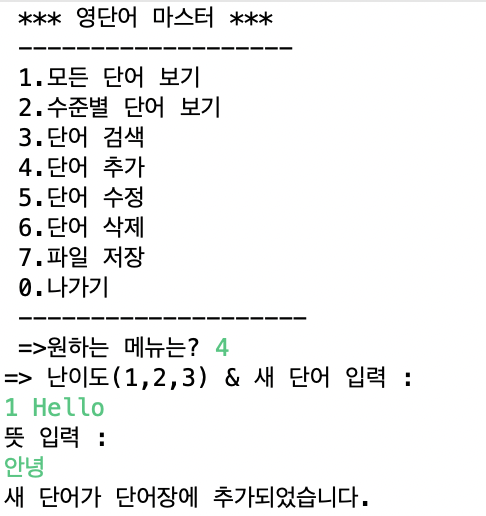 *** 영단어 마스터 ***
--------------------
1.모든 단어 보기
2.수준별 단어 보기
3.단어 검색
4.단어 추가
5.단어 수정
6.단어 삭제
7.파일 저장
0.나가기
---------------------
=>원하는 메뉴는? 4
=> 난이도(1,2,3) & 새 단어 입력 :
1 Hello
뜻 입력 :
안녕
새 단어가 단어장에 추가되었습니다.